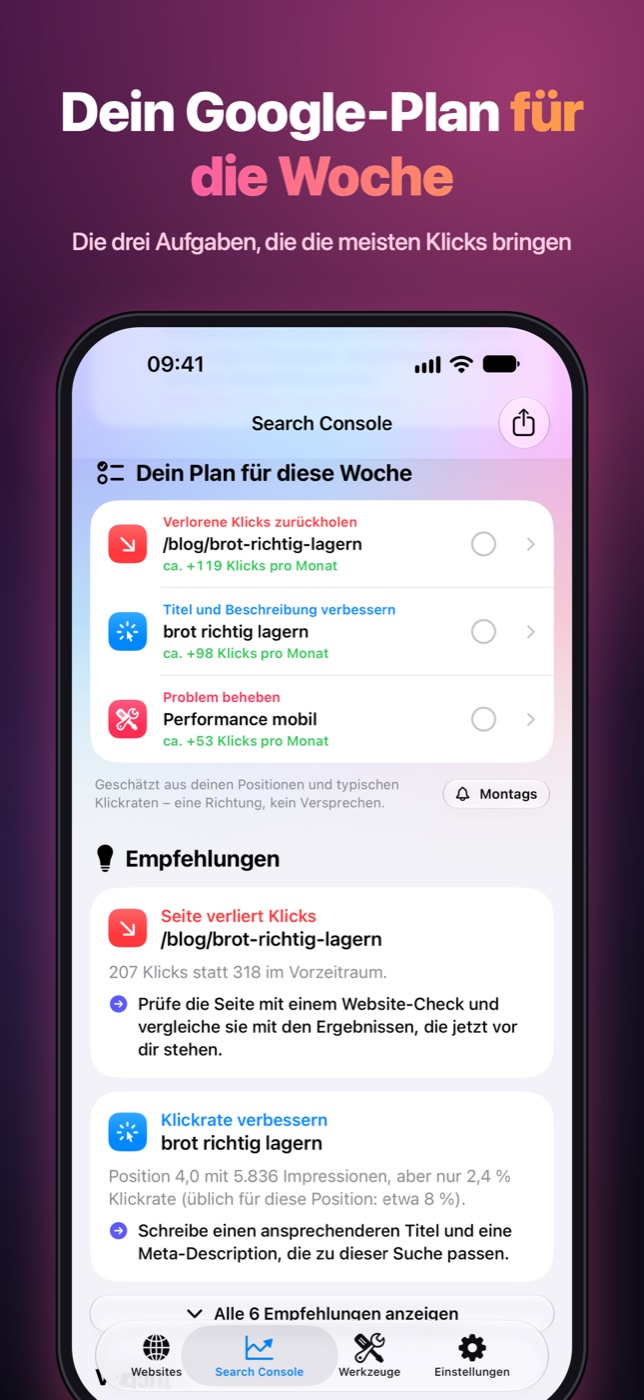 Dein Google-Plan für
die Woche
Die drei Aufgaben, die die meisten Klicks bringen
09:41
Search Console
Dein Plan für diese Woche
Verlorene Klicks zurückholen
/blog/brot-richtig-lagern
ca. +119 Klicks pro Monat
Titel und Beschreibung verbessern
brot richtig lagern
ca. +98 Klicks pro Monat
Problem beheben
Performance mobil
ca. +53 Klicks pro Monat
Geschätzt aus deinen Positionen und typischen
Klickraten – eine Richtung, kein Versprechen.
Montags
Empfehlungen
Seite verliert Klicks
/blog/brot-richtig-lagern
207 Klicks statt 318 im Vorzeitraum.
Prüfe die Seite mit einem Website-Check und
vergleiche sie mit den Ergebnissen, die jetzt vor
dir stehen.
Klickrate verbessern
brot richtig lagern
Position 4,0 mit 5.836 Impressionen, aber nur 2,4 %
Klickrate (üblich für diese Position: etwa 8 %).
Schreibe einen ansprechenderen Titel und eine
Meta-Description, die zu dieser Suche passen.
Alle 6 Empfehlungen anzeigen
Websites
Search Console
Werkzeuge
Einstellungen